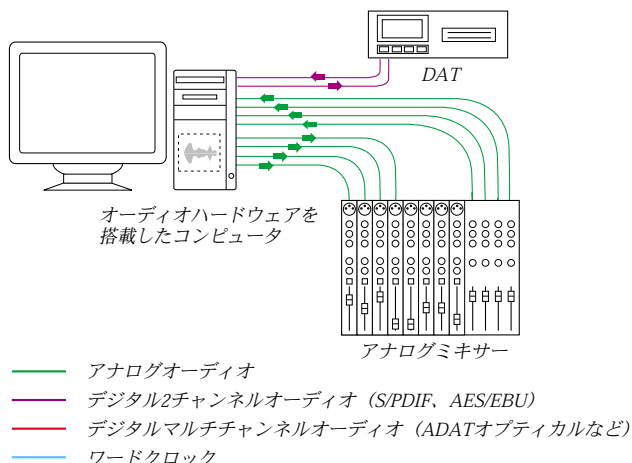 DAT
オーディオハードウェアを
搭載したコンピュータ
アナログミキサー
アナログオーディオ
デジタル2チャンネルオーディオ（S/PDIF、AES/EBU）
デジタルマルチチャンネルオーディオ（ADATオプティカルなど）
ワードクロック